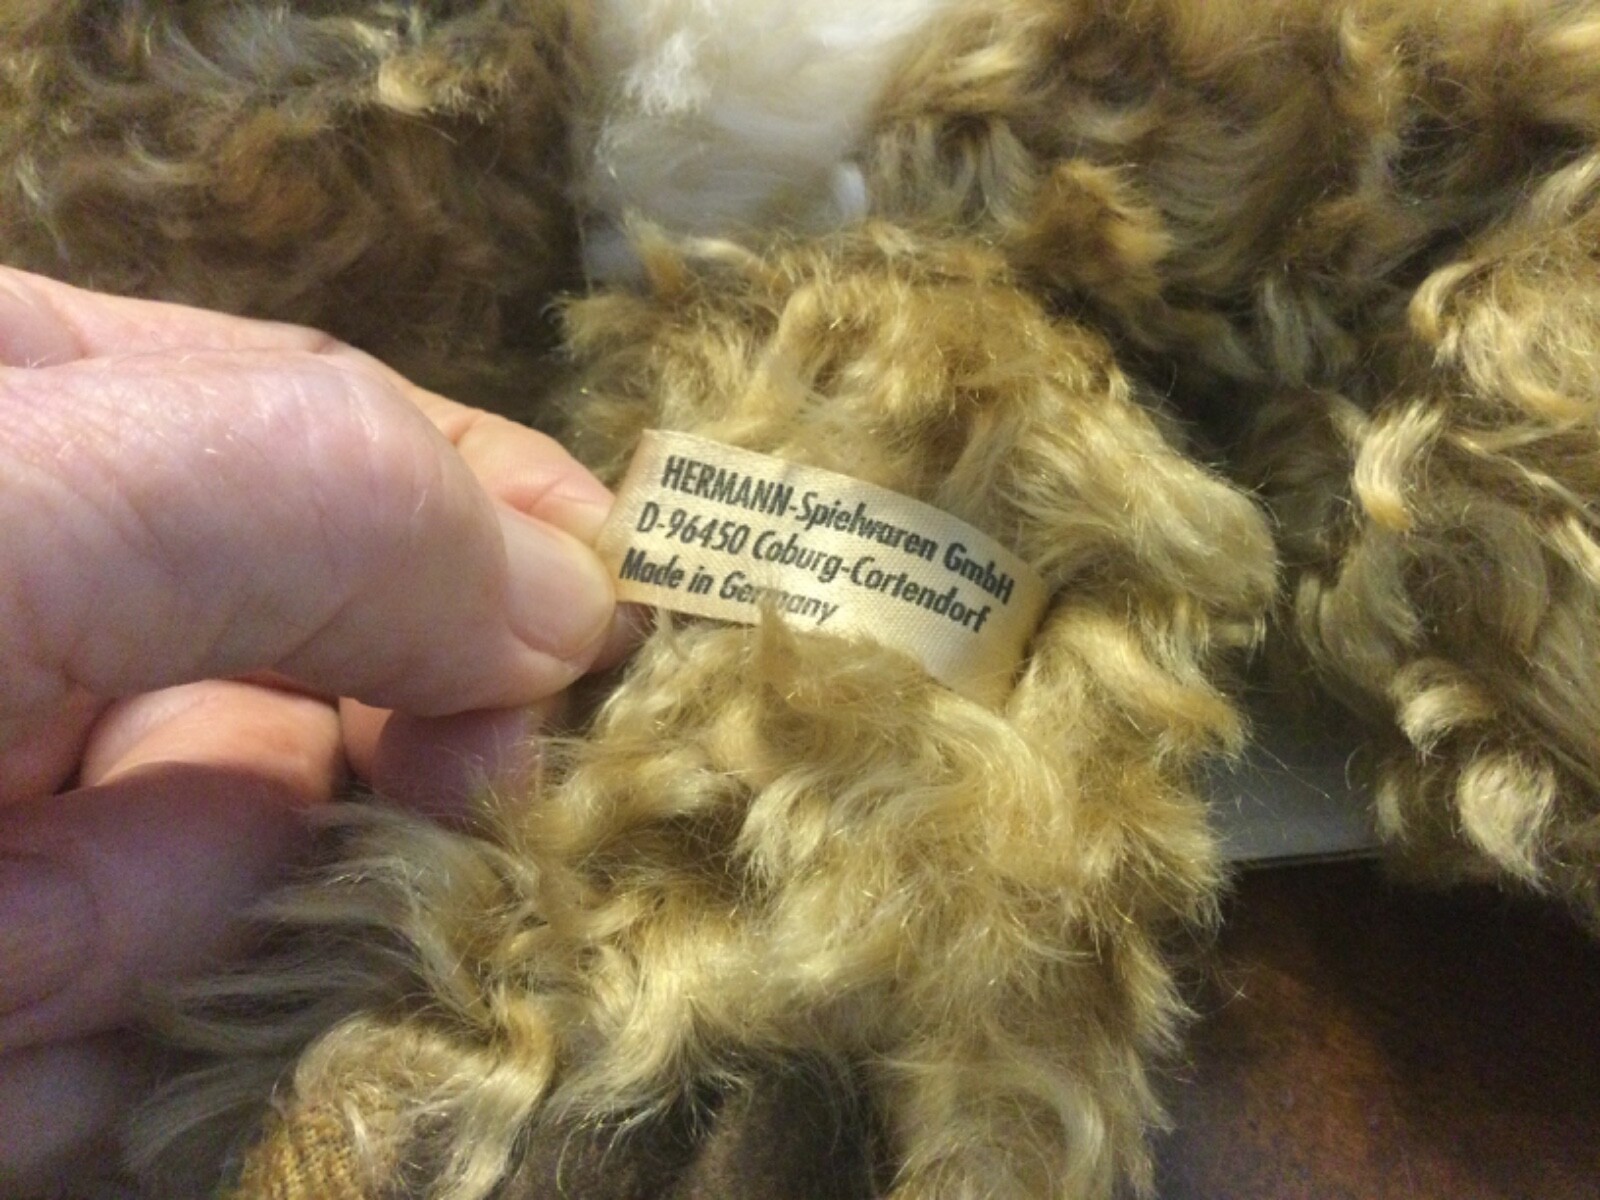 HERMANN-Spielwaren GmbH
D-96450 Coburg-Cortendorf
Made in Germany